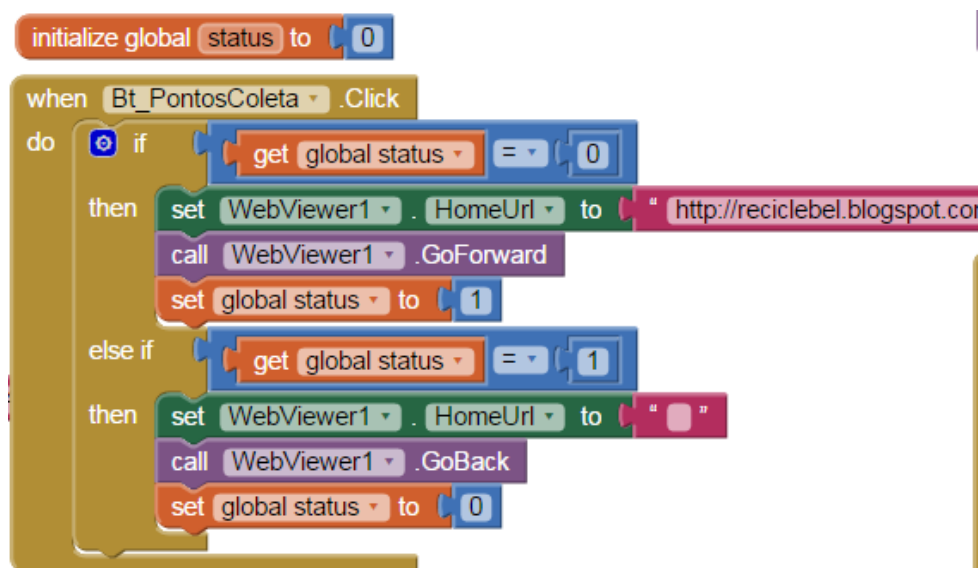 initialize global status to 0
when Bt_PontosColeta .Click
do if get global status = 0
then set WebViewer1 . HomeUrl to " http://reciclebel.blogspot.co
call WebViewer1 .GoForward
set global status to 1
else if get global status = 1
then set WebViewer1 . HomeUrl to " "
call WebViewer1 .GoBack
set global status to 0